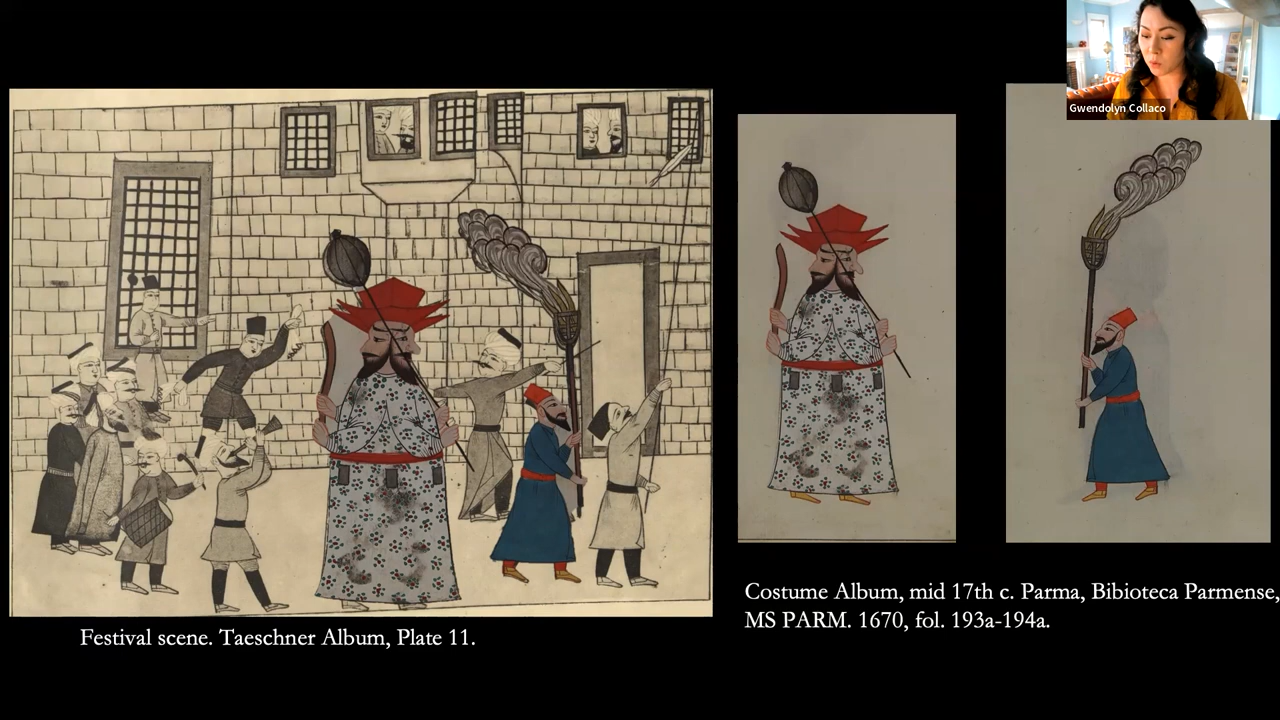 Gwendolyn Collaco
Festival scene. Taeschner Album, Plate 11.
Costume Album, mid 17th c. Parma, Bibioteca Parmense,
MS PARM. 1670, fol. 193a-194a.